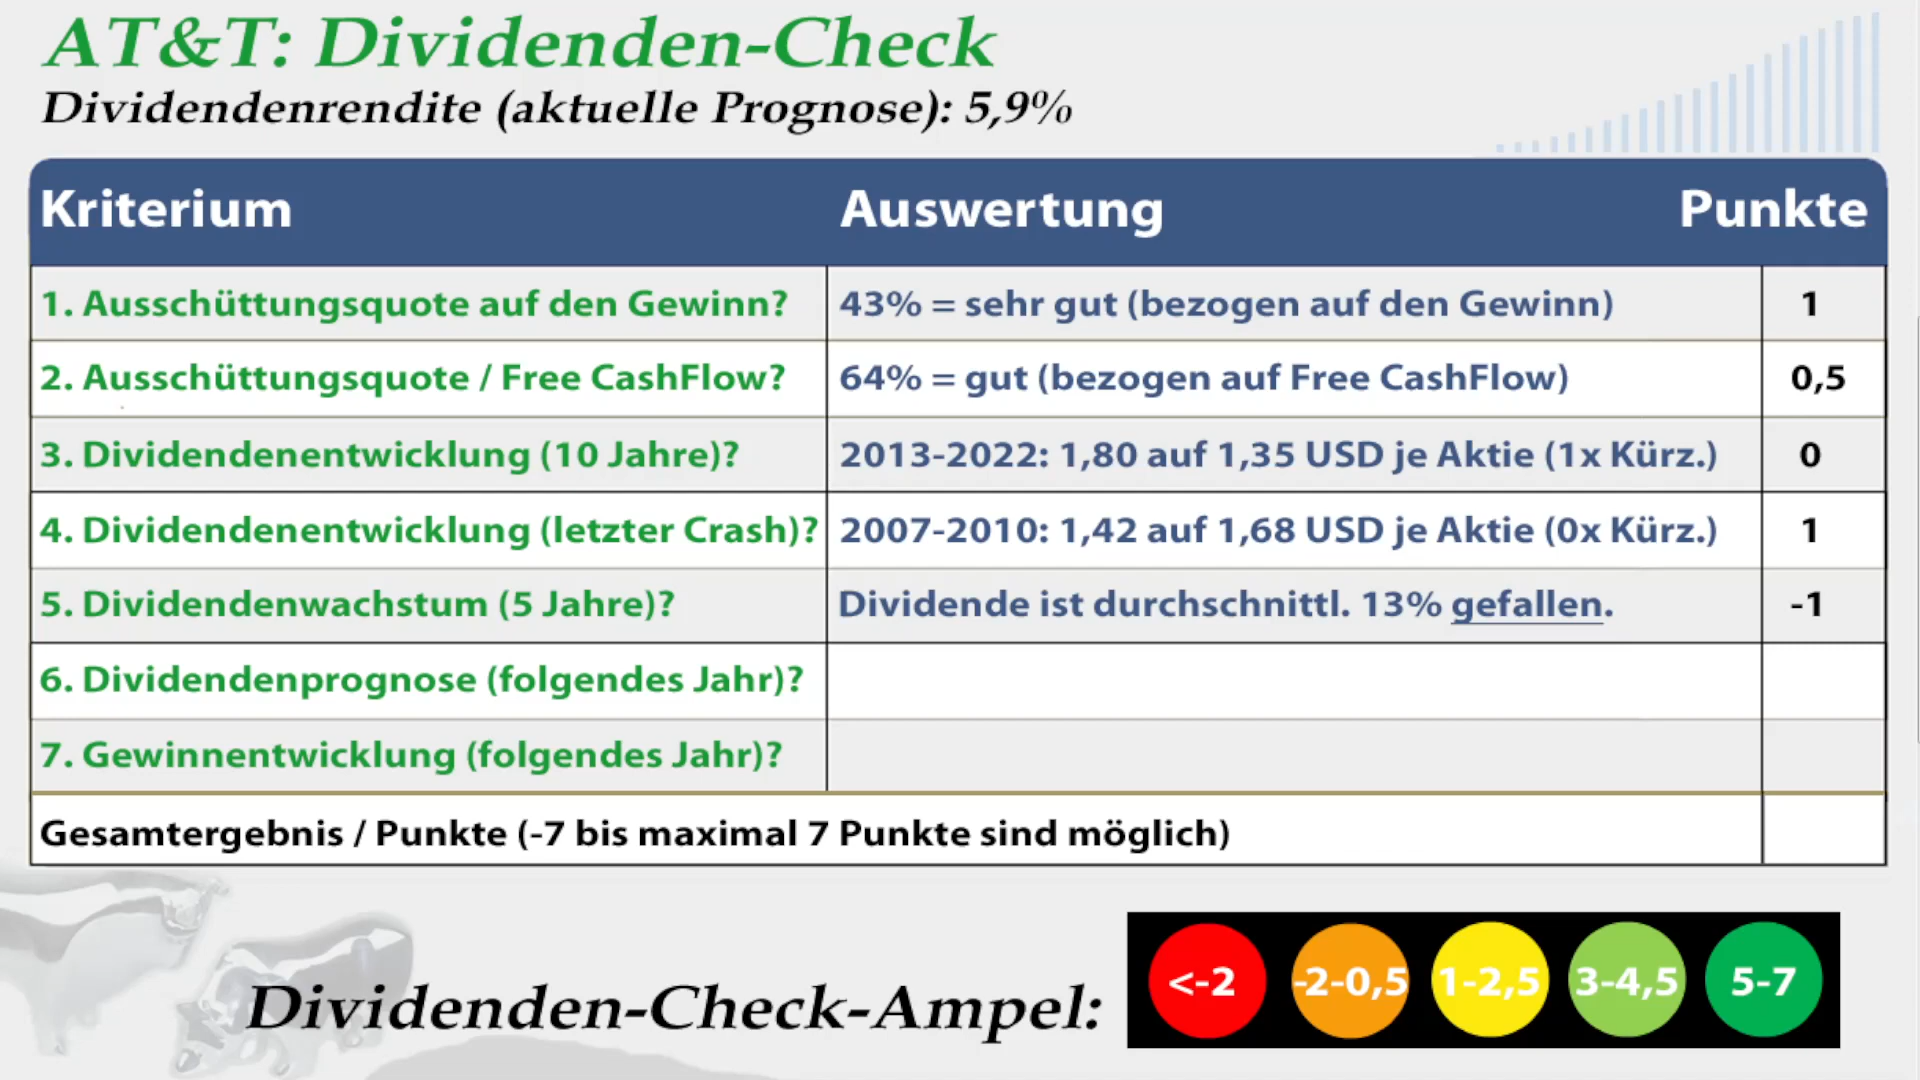 AT&T: Dividenden-Check
Dividendenrendite (aktuelle Prognose): 5,9%
Kriterium Auswertung Punkte
1. Ausschüttungsquote auf den Gewinn? 43% = sehr gut (bezogen auf den Gewinn) 1
2. Ausschüttungsquote / Free CashFlow? 64% = gut (bezogen auf Free CashFlow) 0,5
3. Dividendenentwicklung (10 Jahre)? 2013-2022: 1,80 auf 1,35 USD je Aktie (1x Kürz.) 0
4. Dividendenentwicklung (letzter Crash)? 2007-2010: 1,42 auf 1,68 USD je Aktie (0x Kürz.) 1
5. Dividendenwachstum (5 Jahre)? Dividende ist durchschnittl. 13% gefallen. -1
6. Dividendenprognose (folgendes Jahr)?
7. Gewinnentwicklung (folgendes Jahr)?
Gesamtergebnis / Punkte (-7 bis maximal 7 Punkte sind möglich)
Dividenden-Check-Ampel: <-2 -2-0,5 1-2,5 3-4,5 5-7